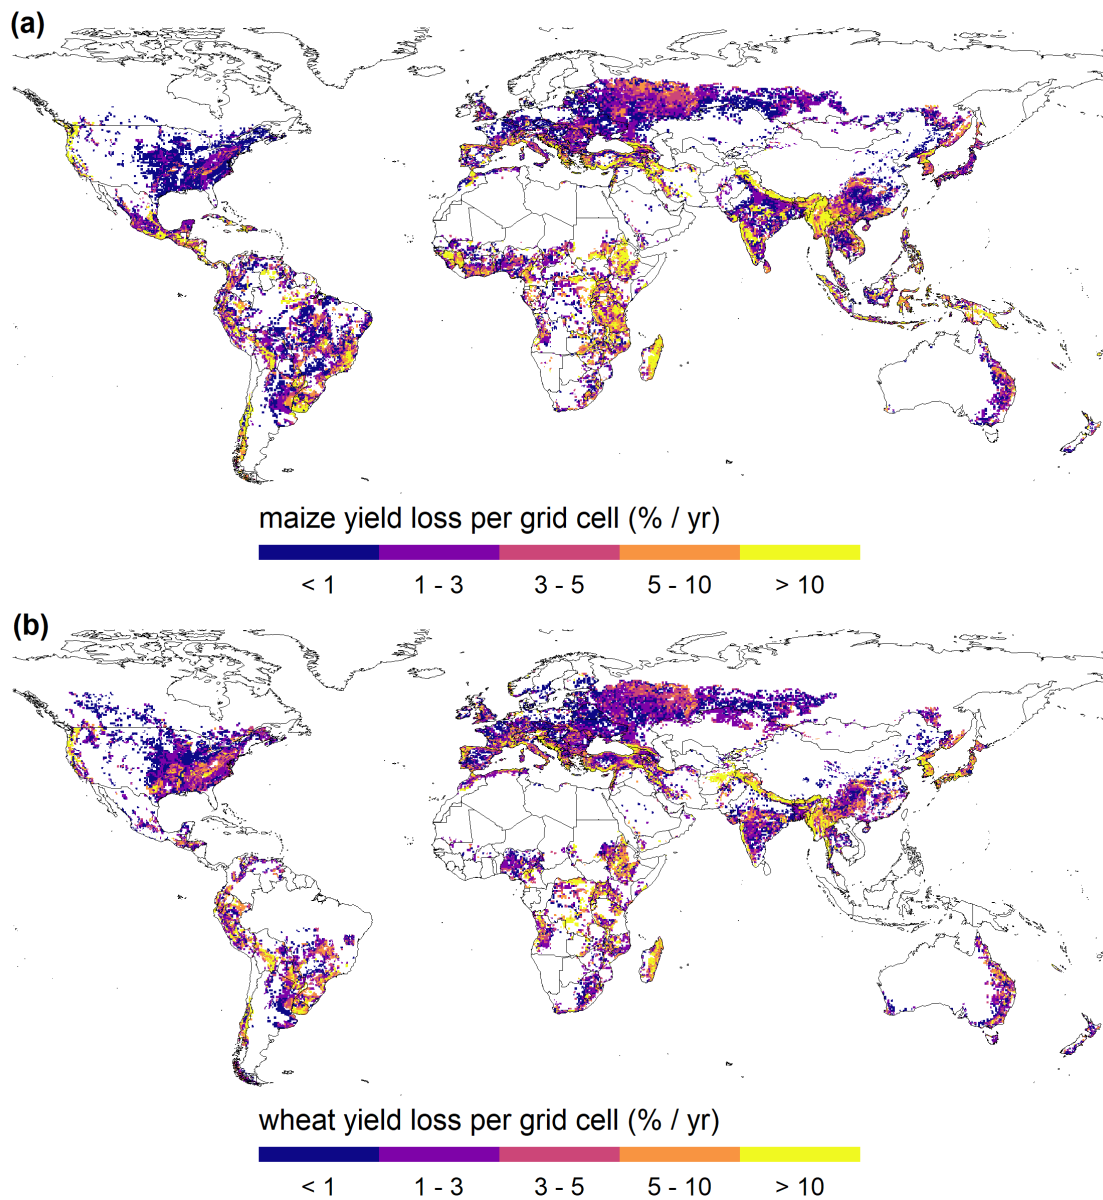 (a)
maize yield loss per grid cell (% / yr)
< 1 1 - 3 3 - 5 5 - 10 > 10
(b)
wheat yield loss per grid cell (% / yr)
< 1 1 - 3 3 - 5 5 - 10 > 10